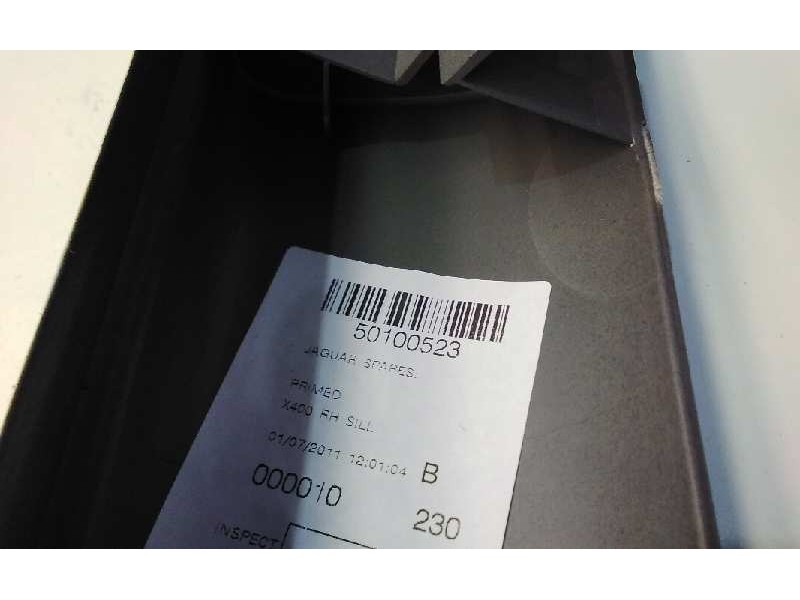 50100523
JAGUAR SPARES.
PRIMED
X400 RH SILL
01/07/2011 12:01:04 B
000010
230
INSPECT